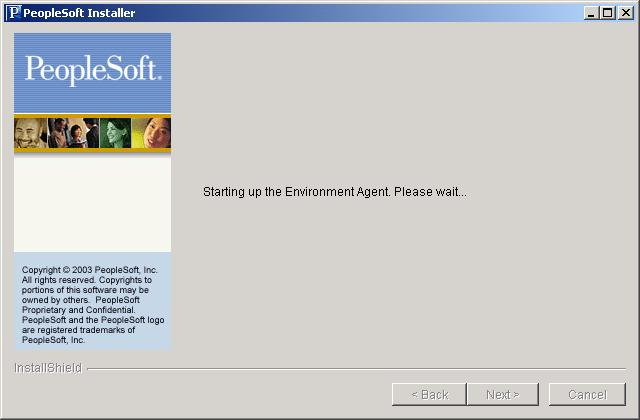 PeopleSoft Installer
PeopleSoft.
Starting up the Environment Agent. Please wait...
Copyright © 2003 PeopleSoft, Inc.
All rights reserved. Copyrights to
portions of this software may be
owned by others.  PeopleSoft
Proprietary and Confidential.
PeopleSoft and the PeopleSoft logo
are registered trademarks of
PeopleSoft, Inc.
InstallShield
< Back
Next >
Cancel